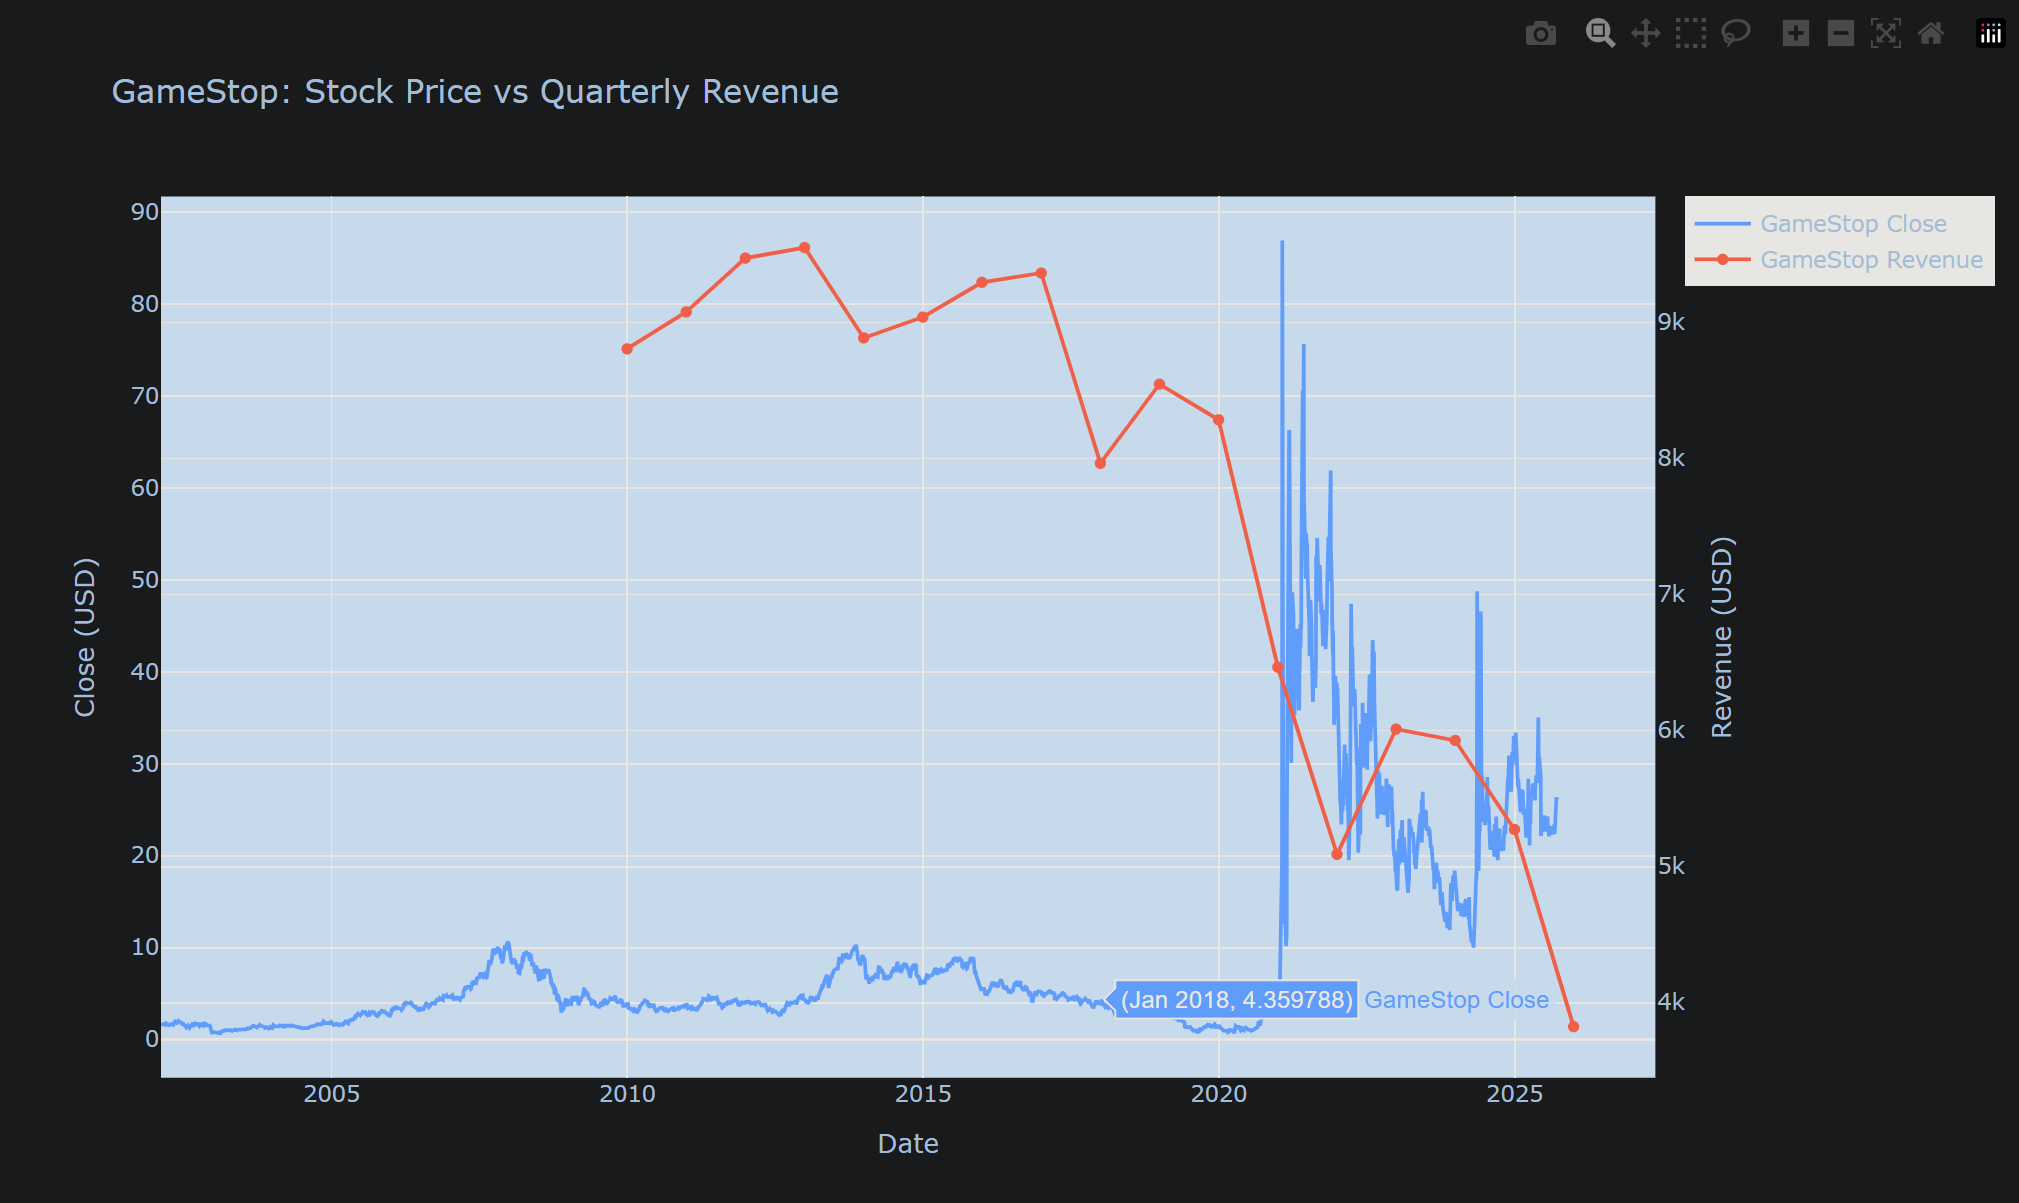 GameStop: Stock Price vs Quarterly Revenue
GameStop Close
GameStop Revenue
90
80
70
60
50
40
30
20
10
0
Close (USD)
9k
8k
7k
6k
5k
4k
Revenue (USD)
(Jan 2018, 4.359788) GameStop Close
2005 2010 2015 2020 2025
Date